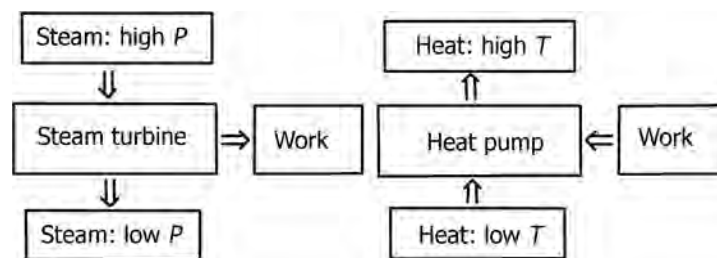 Steam: high P
Heat: high T
Steam turbine
Work
Heat pump
Work
Steam: low P
Heat: low T